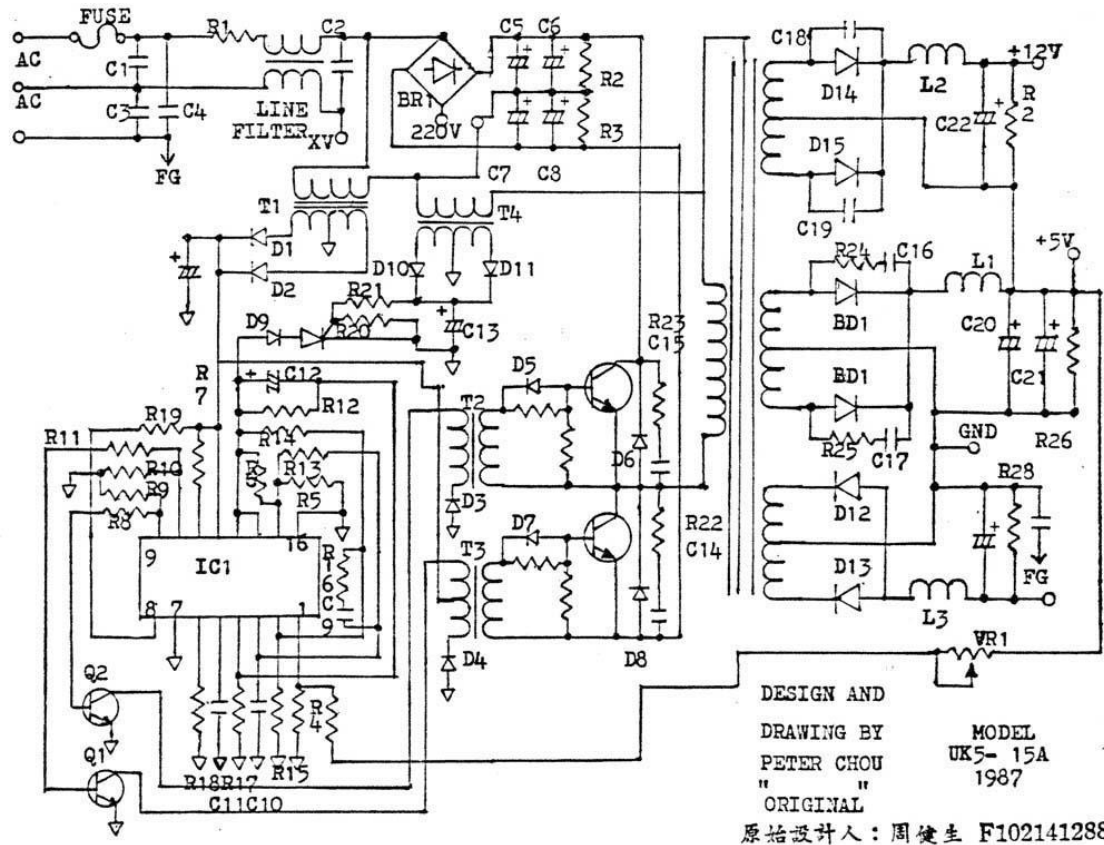 FUSE
R1
C2
C5 C6
C18
+12V
AC
C1
R2
L2
D14
R
2
BR1
AC
C3
C4
LINE
FILTER
XV
220V
R3
C22
D15
FG
C7 C8
T1
T4
C19
D1
+5V
D10
D11
R24
C16
L1
D2
R21
D9
R20
C13
BD1
R23
C15
C20
R
7
C12
D5
BD1
C21
R19
R12
T2
R11
R14
GND
R26
R10
R13
D6
R25
C17
R9
R5
D3
R28
R8
D12
9
16
D7
R22
C14
IC1
R
1
6
T3
D13
FG
C
9
8
7
1
L3
D4
D8
VR1
Q2
R
4
DESIGN AND
DRAWING BY
MODEL
Q1
R15
PETER CHOU
UK5- 15A
R18
R17
"
"
1987
C11
C10
ORIGINAL
原始設計人：周健生 F102141288